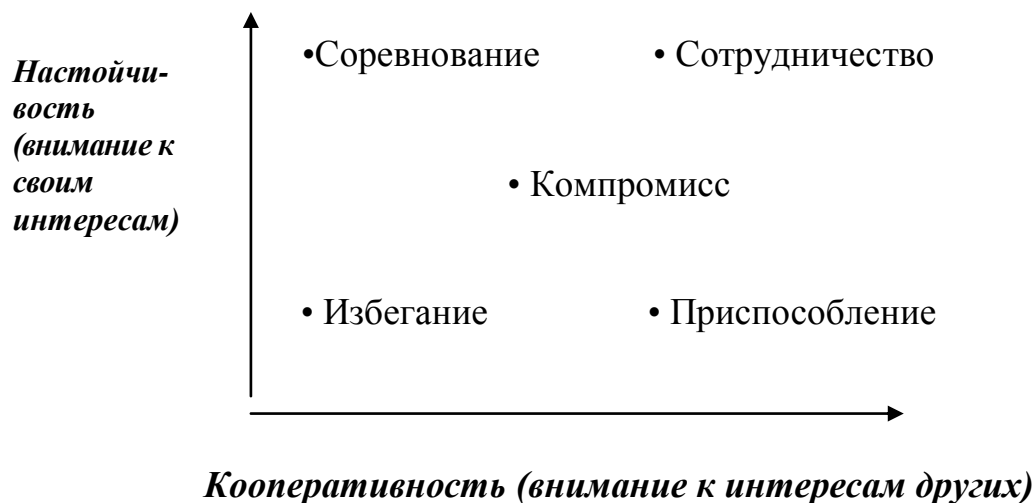 Настойчи-
вость
(внимание к
своим
интересам)
•Соревнование
• Сотрудничество
• Компромисс
• Избегание
• Приспособление
Кооперативность (внимание к интересам других)